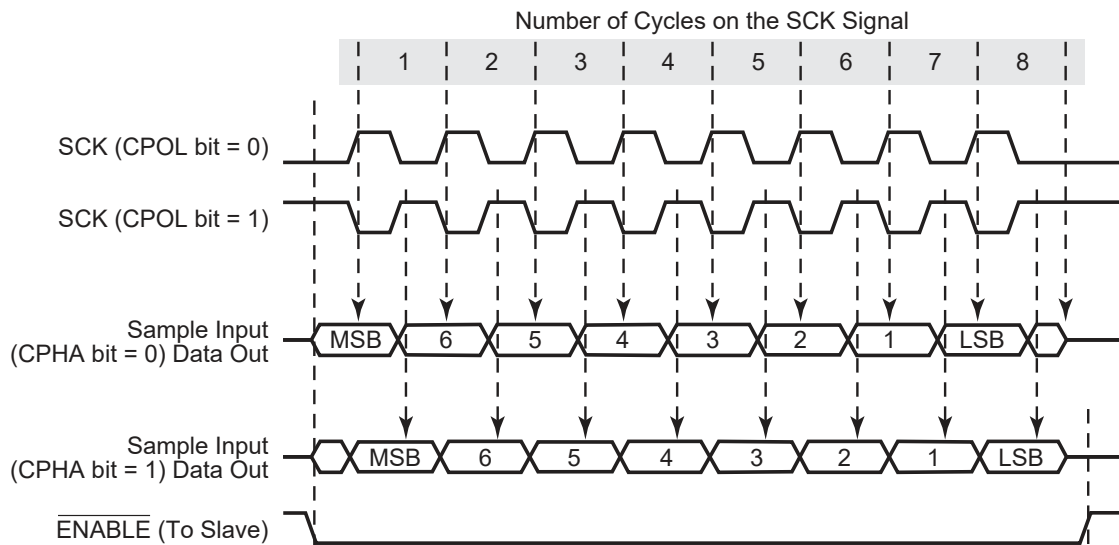 Number of Cycles on the SCK Signal
1 2 3 4 5 6 7 8
SCK (CPOL bit = 0)
SCK (CPOL bit = 1)
Sample Input
(CPHA bit = 0) Data Out
MSB 6 5 4 3 2 1 LSB
Sample Input
(CPHA bit = 1) Data Out
MSB 6 5 4 3 2 1 LSB
ENABLE (To Slave)